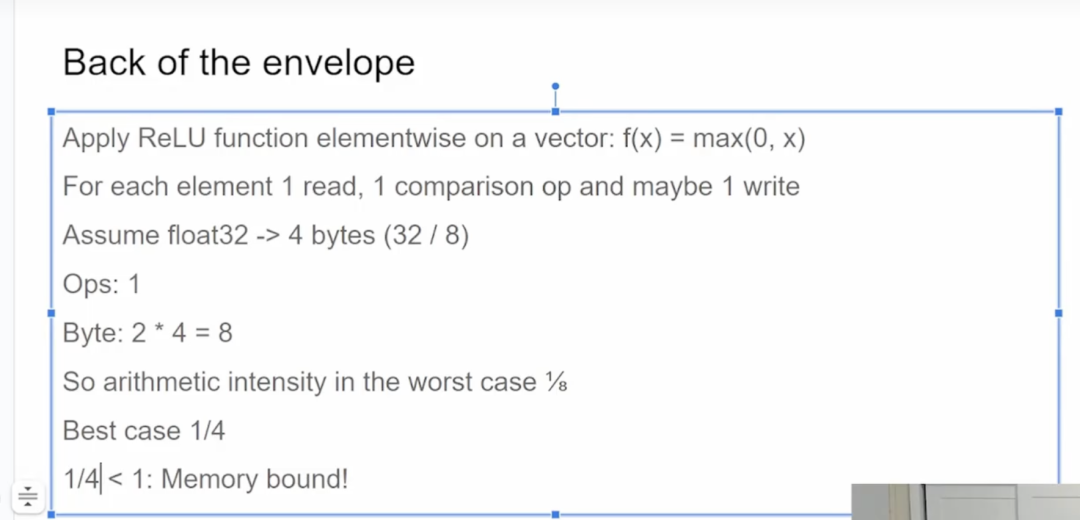 Back of the envelope
Apply ReLU function elementwise on a vector: f(x) = max(0, x)
For each element 1 read, 1 comparison op and maybe 1 write
Assume float32 -> 4 bytes (32 / 8)
Ops: 1
Byte: 2 * 4 = 8
So arithmetic intensity in the worst case ⅛
Best case 1/4
1/4 < 1: Memory bound!